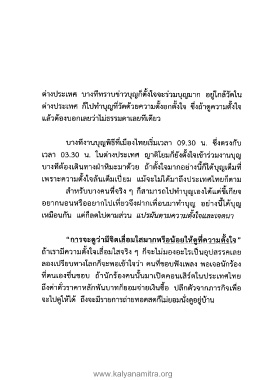 ต่างประเทศ บางทีทราบข่าวบุญก็ตั้งใจจะร่วมบุญมาก อยู่ใกล้วัดใน
ต่างประเทศ ก็ไปทำบุญที่วัดด้วยความตั้งอกตั้งใจ ซึ่งถ้าดูความตั้งใจ
แล้วต้องบอกเลยว่าไม่ธรรมดาเลยทีเดียว
บางทีงานบุญพิธีที่เมืองไทยเริ่มเวลา 09.30 น. ซึ่งตรงกับ
เวลา 03.30 น. ในต่างประเทศ ญาติโยมก็ยังตั้งใจเข้าร่วมงานบุญ
บางทีต้องเดินทางฝ่าหิมะมาด้วย ถ้าตั้งใจมากอย่างนี้ก็ได้บุญเต็มที่
เพราะความตั้งใจล้นเต็มเปี่ยม แม้จะไม่ได้มาถึงประเทศไทยก็ตาม
สำหรับบางคนที่จริง ๆ ก็สามารถไปทำบุญเองได้แต่ขี้เกียจ
อยากนอนหรืออยากไปเที่ยวจึงฝากเพื่อนมาทำบุญ อย่างนี้ได้บุญ
เหมือนกัน แต่ก็ลดไปตามส่วน แปรผันตามความตั้งใจและเจตนา
"การจะดูว่ามีจิตเลื่อมใสมากหรือน้อยให้ดูที่ความตั้งใจ"
ถ้าเรามีความตั้งใจเลื่อมใสจริง ๆ ก็จะไม่มองอะไรเป็นอุปสรรคเลย
ลองเปรียบทางโลกก็จะพอเข้าใจว่า คนที่ชอบฟังเพลง พอเจอนักร้อง
ที่ตนเองชื่นชอบ ถ้านักร้องคนนั้นมาเปิดคอนเสิร์ตในประเทศไทย
ถึงค่าตั๋วราคาหลักพันบาทก็ยอมจ่ายเงินซื้อ ปลีกตัวจากภารกิจเพื่อ
จะไปดูให้ได้ ถึงจะมีรายการถ่ายทอดสดก็ไม่ยอมนั่งดูอยู่บ้าน
www.kalyanamitra.org